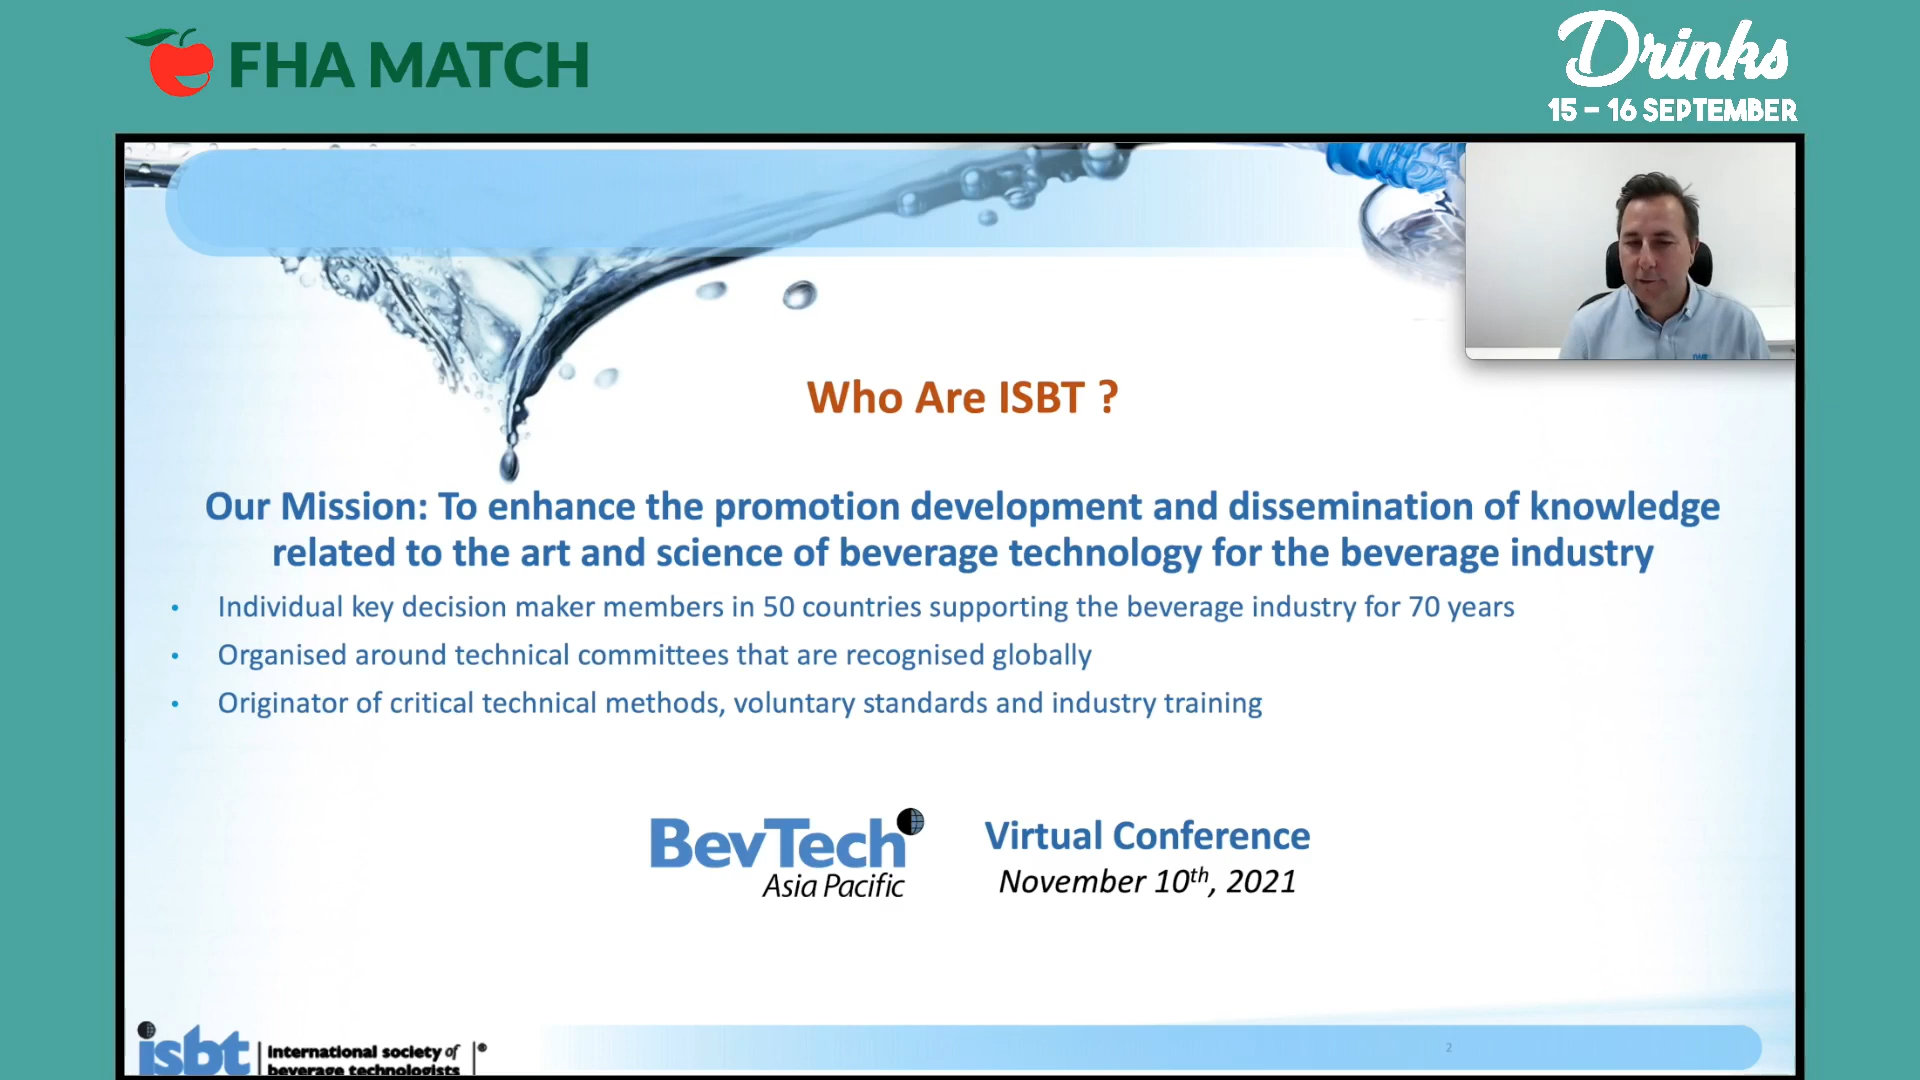 FHA MATCH
Drinks
15 – 16 SEPTEMBER
Who Are ISBT ?
Our Mission: To enhance the promotion development and dissemination of knowledge
related to the art and science of beverage technology for the beverage industry
• Individual key decision maker members in 50 countries supporting the beverage industry for 70 years
• Organised around technical committees that are recognised globally
• Originator of critical technical methods, voluntary standards and industry training
BevTech
Asia Pacific
Virtual Conference
November 10th, 2021
isbt
international society of
beverage technologists
®
2